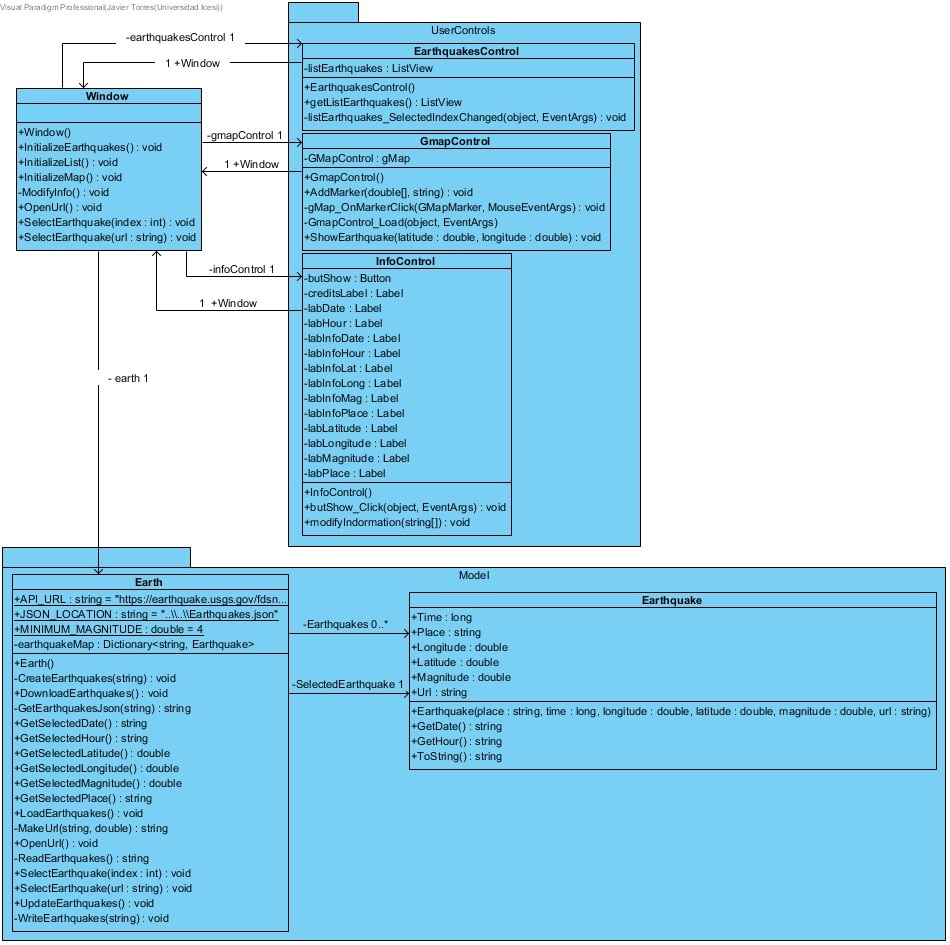 Visual Paradigm Professional(Javier Torres(Universidad Icesi))
UserControls
-earthquakesControl 1
1 +Window
EarthquakesControl
-listEarthquakes : ListView
+EarthquakesControl()
+getListEarthquakes() : ListView
-listEarthquakes_SelectedIndexChanged(object, EventArgs) : void
Window
+Window()
+InitializeEarthquakes() : void
+InitializeList() : void
+InitializeMap() : void
-ModifyInfo() : void
+OpenUrl() : void
+SelectEarthquake(index : int) : void
+SelectEarthquake(url : string) : void
-gmapControl 1
1 +Window
GmapControl
-GMapControl : gMap
+GmapControl()
+AddMarker(double[], string) : void
-gMap_OnMarkerClick(GMapMarker, MouseEventArgs) : void
-GmapControl_Load(object, EventArgs)
+ShowEarthquake(latitude : double, longitude : double) : void
-infoControl 1
1 +Window
InfoControl
-butShow : Button
-creditsLabel : Label
-labDate : Label
-labHour : Label
-labInfoDate : Label
-labInfoHour : Label
-labInfoLat : Label
-labInfoLong : Label
-labInfoMag : Label
-labInfoPlace : Label
-labLatitude : Label
-labLongitude : Label
-labMagnitude : Label
-labPlace : Label
+InfoControl()
+butShow_Click(object, EventArgs) : void
+modifyIndormation(string[]) : void
- earth 1
Model
Earth
+API_URL : string = "https://earthquake.usgs.gov/fdsn...
+JSON_LOCATION : string = "..\\..\\Earthquakes.json"
+MINIMUM_MAGNITUDE : double = 4
-earthquakeMap : Dictionary<string, Earthquake>
+Earth()
-CreateEarthquakes(string) : void
+DownloadEarthquakes() : void
-GetEarthquakesJson(string) : string
+GetSelectedDate() : string
+GetSelectedHour() : string
+GetSelectedLatitude() : double
+GetSelectedLongitude() : double
+GetSelectedMagnitude() : double
+GetSelectedPlace() : string
+LoadEarthquakes() : void
-MakeUrl(string, double) : string
+OpenUrl() : void
-ReadEarthquakes() : string
+SelectEarthquake(index : int) : void
+SelectEarthquake(url : string) : void
+UpdateEarthquakes() : void
-WriteEarthquakes(string) : void
-Earthquakes 0..*
-SelectedEarthquake 1
Earthquake
+Time : long
+Place : string
+Longitude : double
+Latitude : double
+Magnitude : double
+Url : string
+Earthquake(place : string, time : long, longitude : double, latitude : double, magnitude : double, url : string)
+GetDate() : string
+GetHour() : string
+ToString() : string